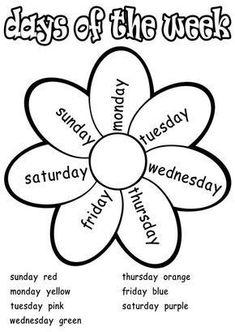 days of the week
monday
tuesday
wednesday
thursday
friday
saturday
sunday
sunday red
monday yellow
tuesday pink
wednesday green
thursday orange
friday blue
saturday purple